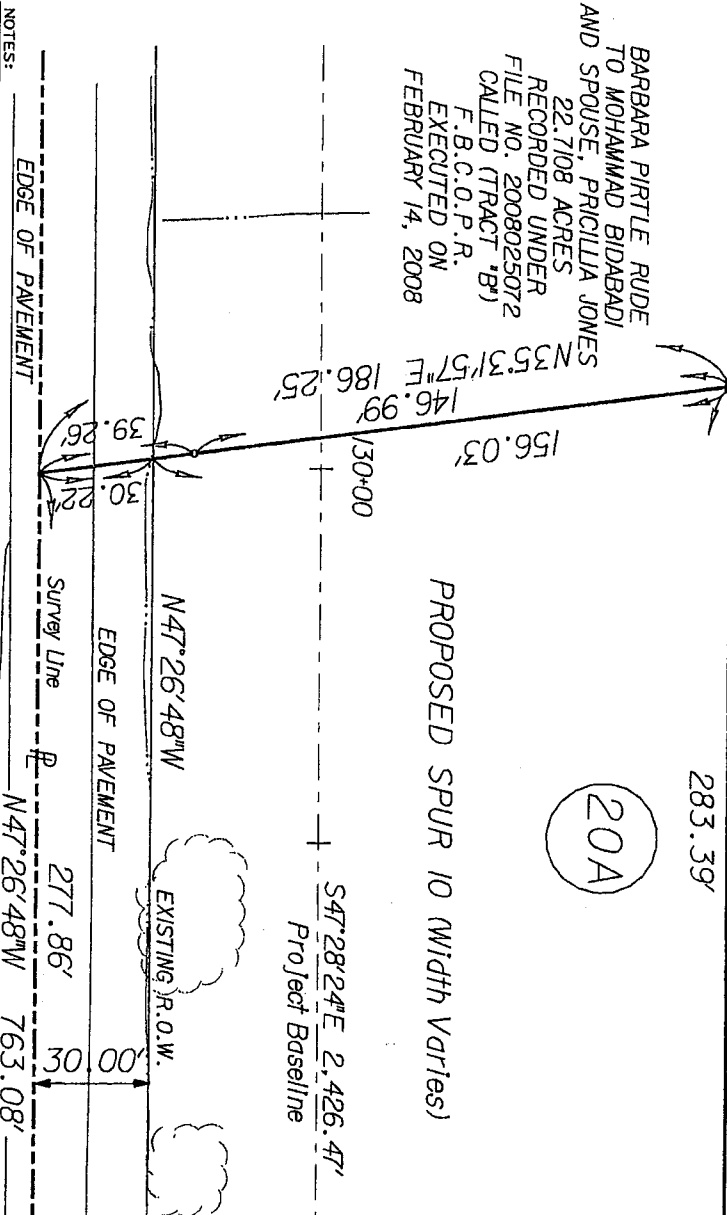 BARBARA PIRTLE RUDE
TO MOHAMMAD BIDABADI
AND SPOUSE, PRICILLIA JONES
22.7108 ACRES
RECORDED UNDER
FILE NO. 2008025072
CALLED (TRACT "B")
F.B.C.O.P.R.
EXECUTED ON
FEBRUARY 14, 2008
N35°31'57"E 186.25'
146.99'
156.03'
39.26'
30.22'
130+00
283.39'
20A
PROPOSED SPUR 10 (Width Varies)
S47°28'24"E 2,426.47'
Project Baseline
N47°26'48"W
EXISTING R.O.W.
EDGE OF PAVEMENT
Survey Line
277.86'
30.00'
N47°26'48"W 763.08'
EDGE OF PAVEMENT
NOTES: